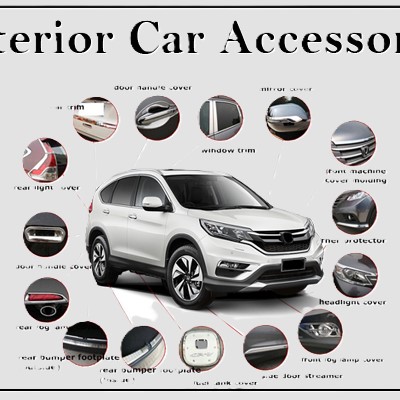 terior Car Accessor
door handle cover
mirror cover
trim
window trim
front machine
cover molding
rear light cover
protector
door handle cover
headlight cover
rear fog lamp
front fog lamp cover
rear bumper footplate
rear bumper footplate
side door streamer
fuel tank cover